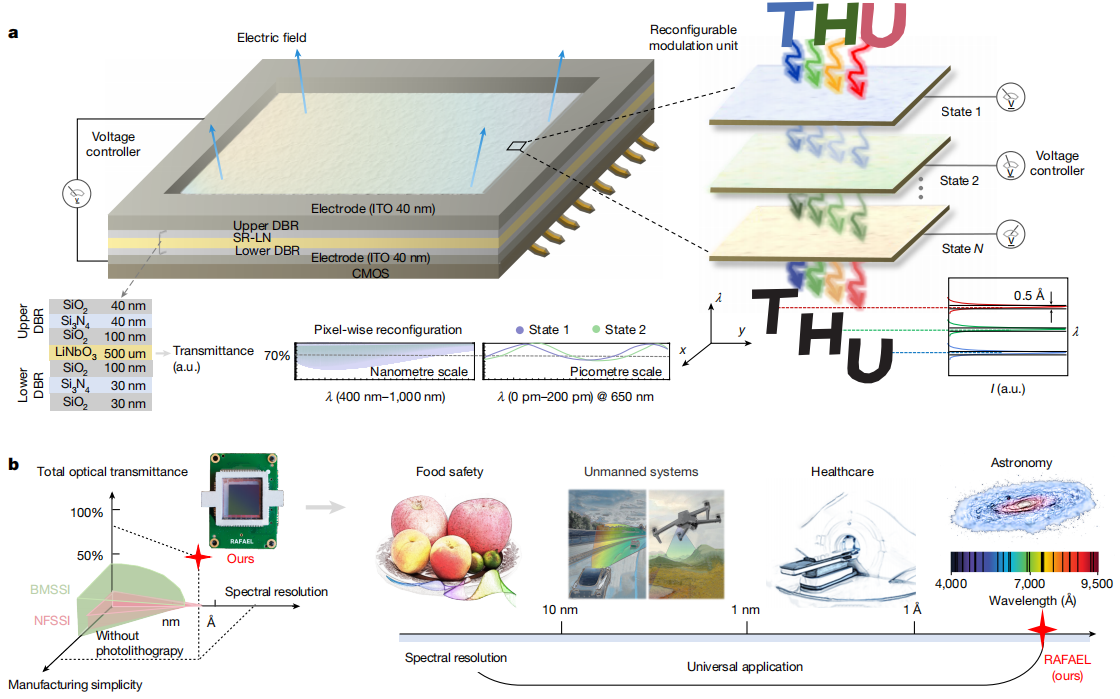 a
Electric field
Voltage
controller
V
Electrode (ITO 40 nm)
Upper DBR
SR-LN
Lower DBR
Electrode (ITO 40 nm)
CMOS
Reconfigurable
modulation unit
THU
State 1
V
State 2
V
Voltage
controller
State N
V
THU
λ
y
x
0.5 Å
λ
I (a.u.)
Upper
DBR
Lower
DBR
SiO2 40 nm
Si3N4 40 nm
SiO2 100 nm
LiNbO3 500 um
SiO2 100 nm
Si3N4 30 nm
SiO2 30 nm
Transmittance
(a.u.)
Pixel-wise reconfiguration
State 1
State 2
70%
Nanometre scale
Picometre scale
λ (400 nm–1,000 nm)
λ (0 pm–200 pm) @ 650 nm
b
Total optical transmittance
100%
50%
RAFAEL
Ours
BMSSI
NFSSI
Spectral resolution
nm
Å
Without
photolithograpy
Manufacturing simplicity
Food safety
Unmanned systems
Healthcare
Astronomy
4,000
7,000
9,500
Wavelength (Å)
10 nm
1 nm
1 Å
Spectral resolution
Universal application
RAFAEL
(ours)